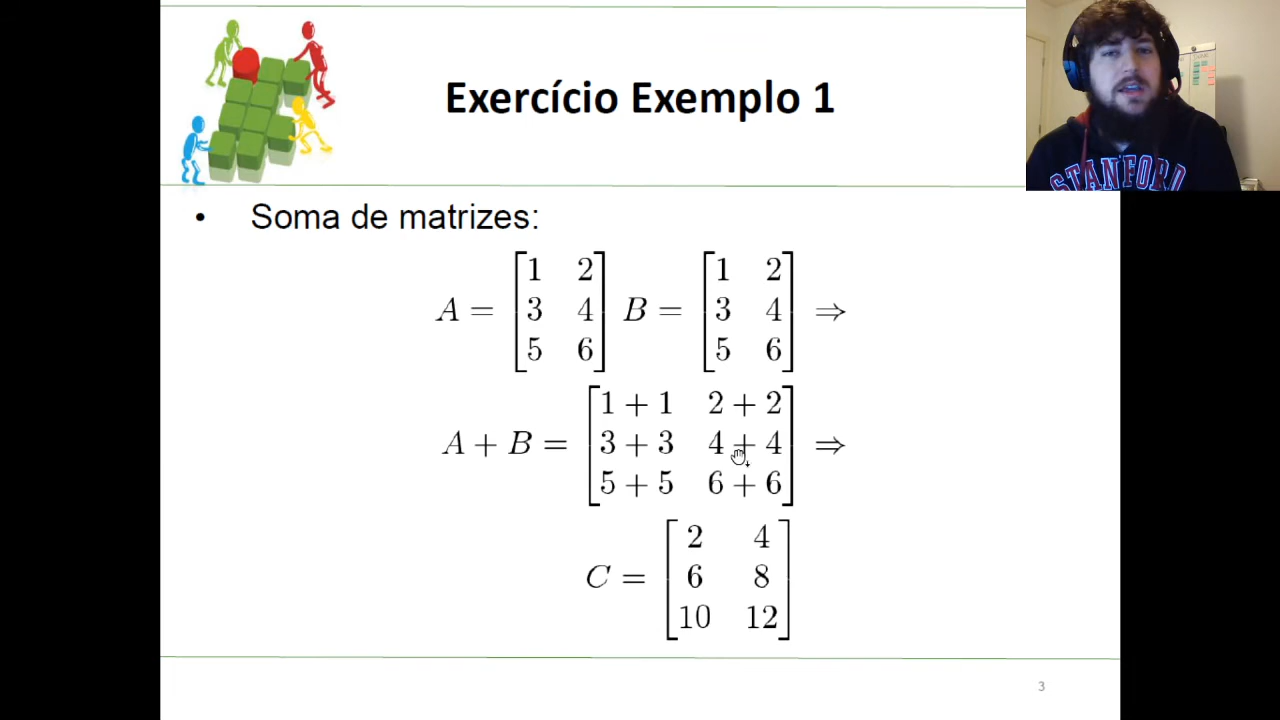 Exercício Exemplo 1
STANFORD
• Soma de matrizes:
A = [1 2; 3 4; 5 6] B = [1 2; 3 4; 5 6] ⇒
A + B = [1 + 1 2 + 2; 3 + 3 4 + 4; 5 + 5 6 + 6] ⇒
C = [2 4; 6 8; 10 12]
3